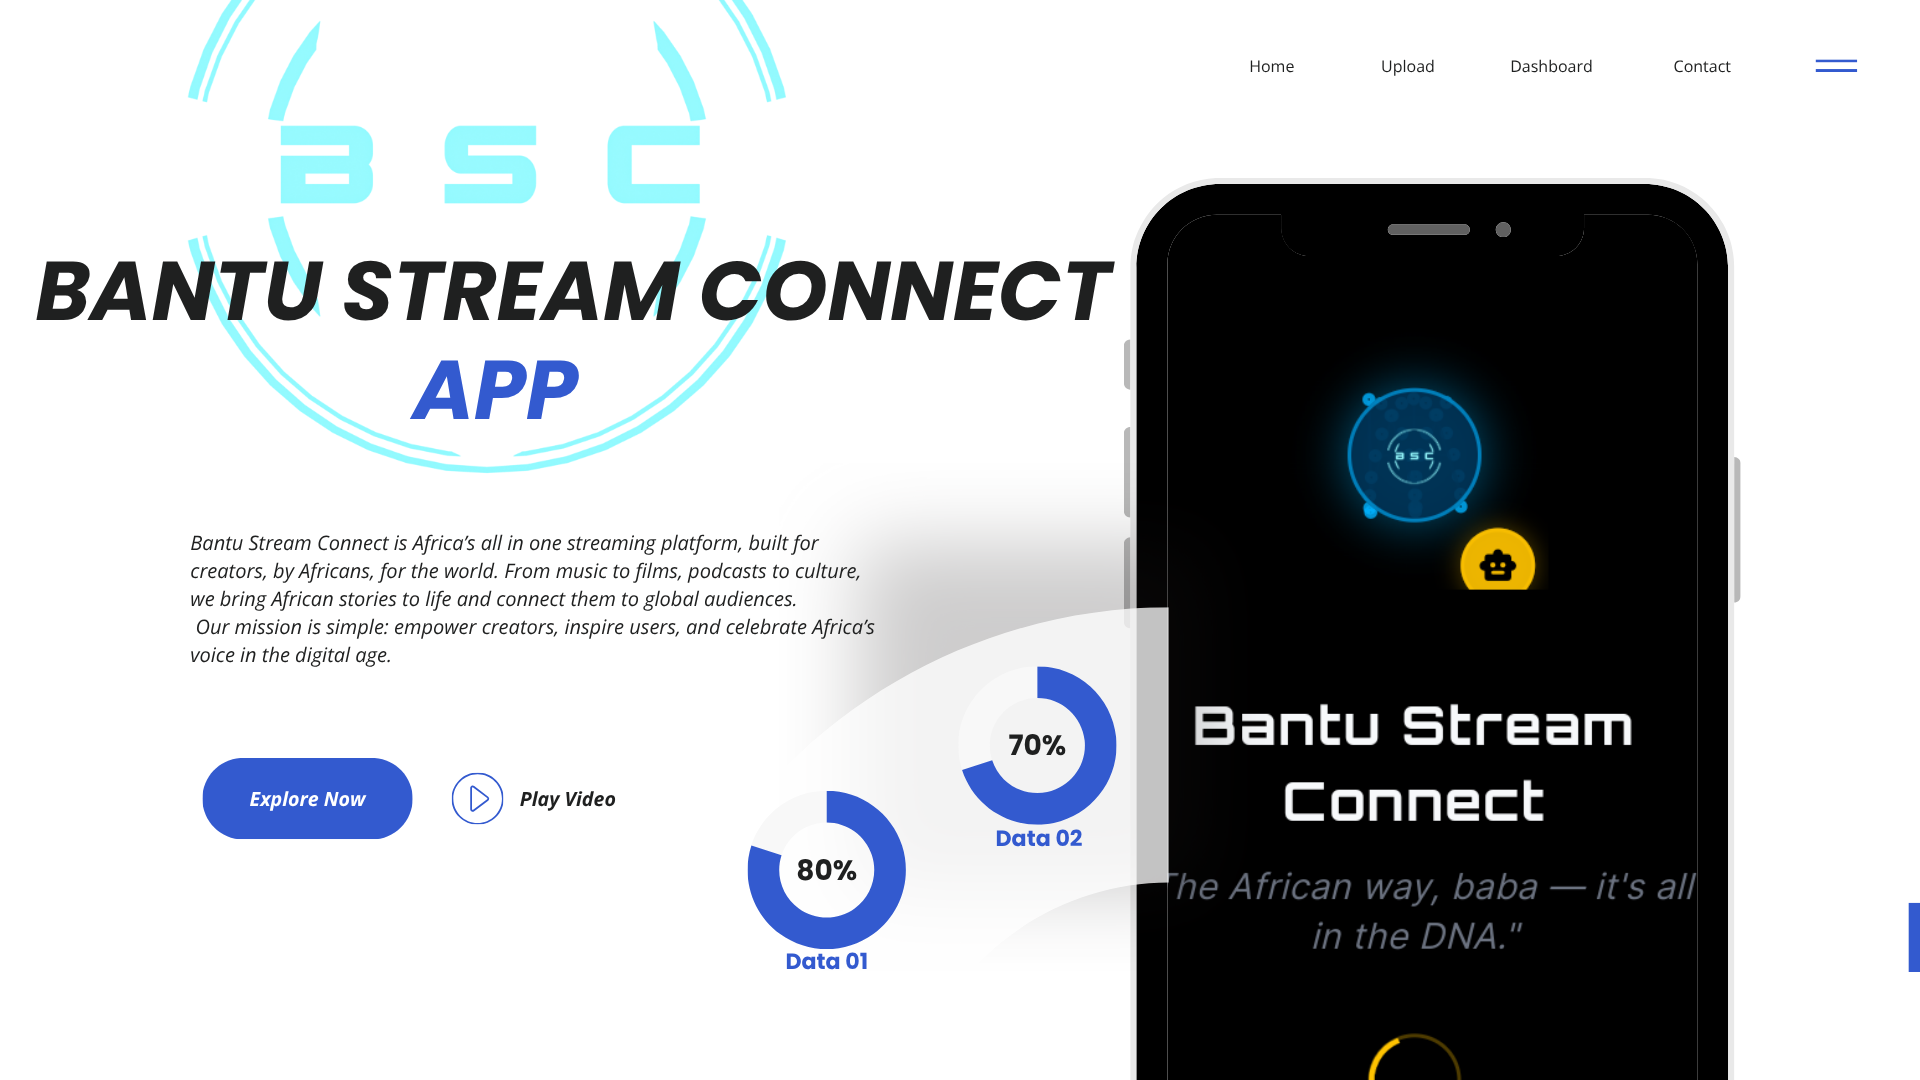 Home Upload Dashboard Contact
B S C
BANTU STREAM CONNECT
APP
Bantu Stream Connect is Africa’s all in one streaming platform, built for
creators, by Africans, for the world. From music to films, podcasts to culture,
we bring African stories to life and connect them to global audiences.
Our mission is simple: empower creators, inspire users, and celebrate Africa’s
voice in the digital age.
Explore Now
Play Video
80%
Data 01
70%
Data 02
B S C
Bantu Stream
Connect
The African way, baba — it's all
in the DNA."